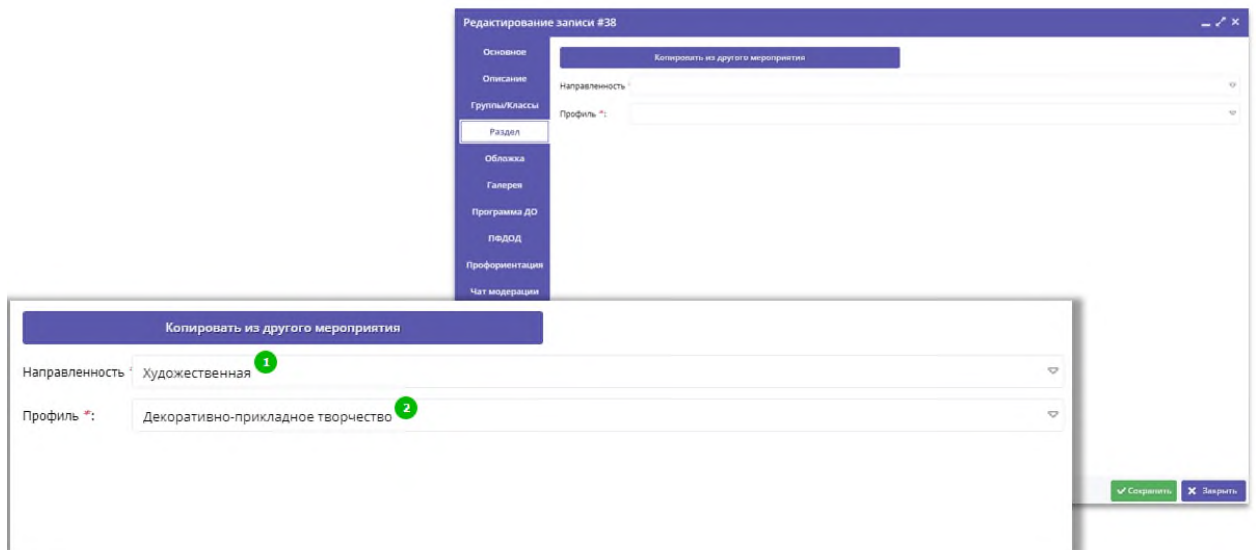 Редактирование записи #38
Основное
Копировать из другого мероприятия
Описание
Направленность *
Группы/Классы
Профиль *:
Раздел
Обложка
Галерея
Программа ДО
ПФДОД
Профориентация
Чат модерации
Копировать из другого мероприятия
Направленность * Художественная 1
Профиль *: Декоративно-прикладное творчество 2
Сохранить Закрыть